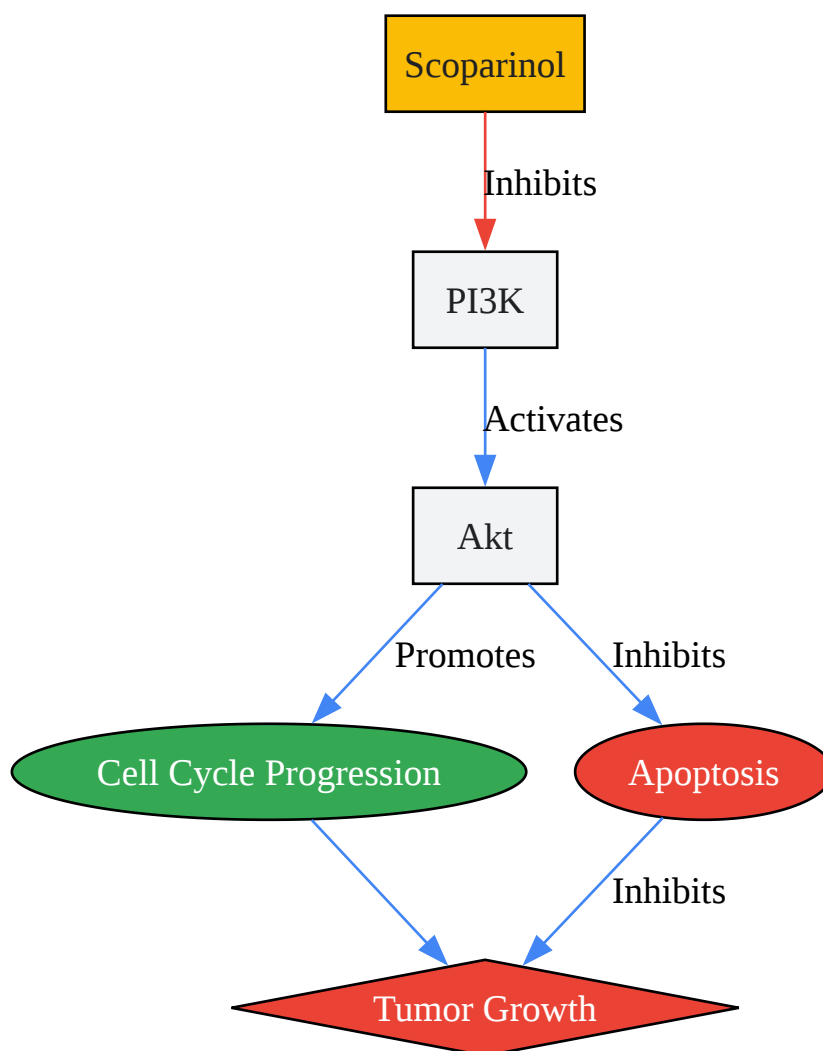 Scoparinol
Inhibits
PI3K
Activates
Akt
Promotes
Inhibits
Cell Cycle Progression
Apoptosis
Inhibits
Tumor Growth